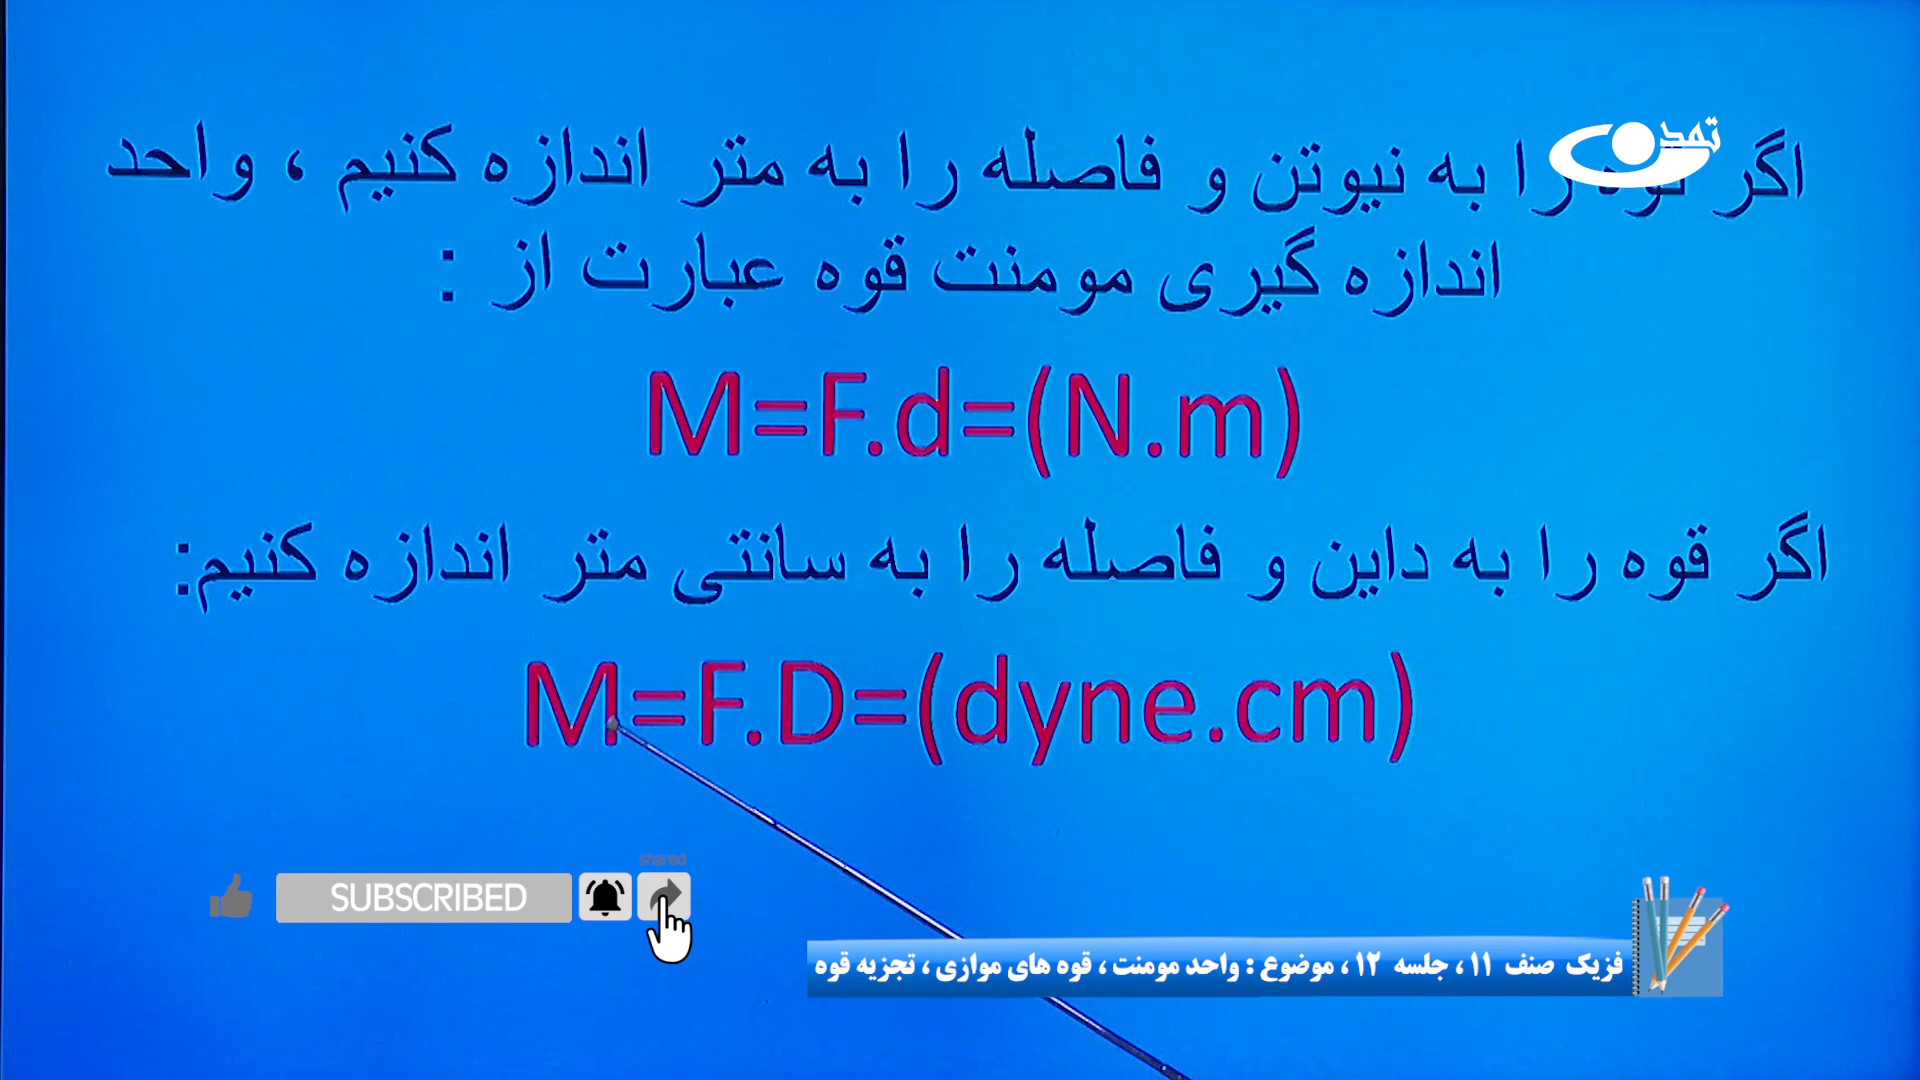 تمدن
اگر قوه را به نیوتن و فاصله را به متر اندازه کنیم ، واحد
اندازه گیری مومنت قوه عبارت از :
M=F.d=(N.m)
اگر قوه را به داین و فاصله را به سانتی متر اندازه کنیم:
M=F.D=(dyne.cm)
shared
SUBSCRIBED
فزیک صنف ۱۱ ، جلسه ۱۲ ، موضوع : واحد مومنت ، قوه های موازی ، تجزیه قوه